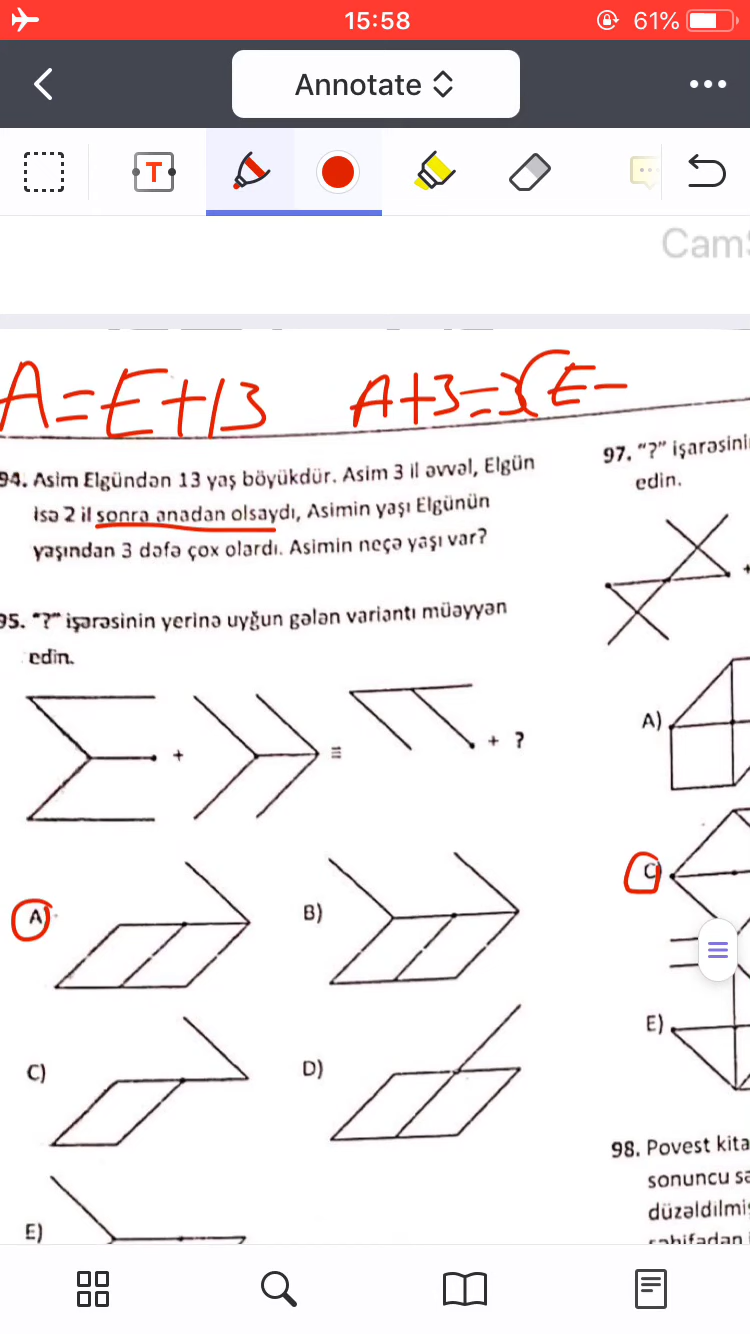 15:58
61%
Annotate
T
CamS
A=E+13 A+3=3(E-
94. Asim Elgündən 13 yaş böyükdür. Asim 3 il əvvəl, Elgün
isə 2 il sonra anadan olsaydı, Asimin yaşı Elgünün
yaşından 3 dəfə çox olardı. Asimin neçə yaşı var?
95. "?" işarəsinin yerinə uyğun gələn variantı müəyyən
edin.
+ ≡ + ?
A)
B)
C)
D)
E)
97. "?" işarəsini
edin.
+
A)
C)
E)
98. Povest kita
sonuncu sə
düzəldilmiş
səhifədən